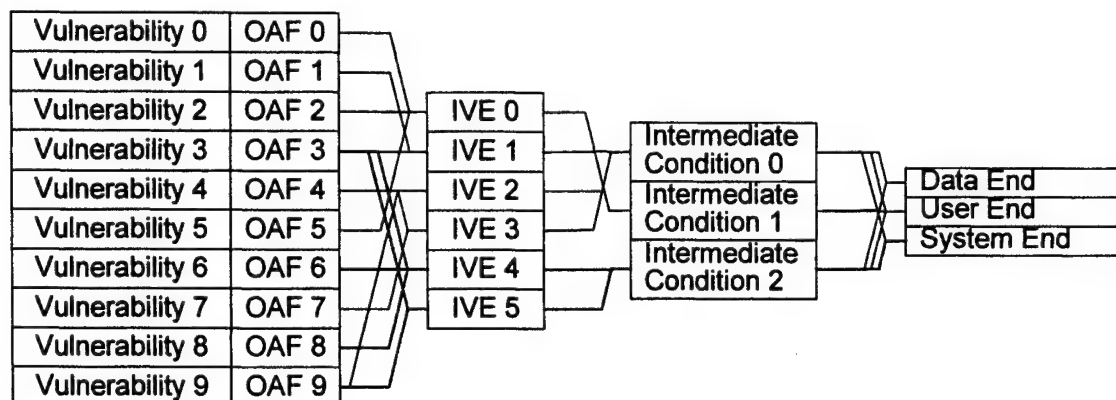 Vulnerability 0 OAF 0
Vulnerability 1 OAF 1
Vulnerability 2 OAF 2
Vulnerability 3 OAF 3
Vulnerability 4 OAF 4
Vulnerability 5 OAF 5
Vulnerability 6 OAF 6
Vulnerability 7 OAF 7
Vulnerability 8 OAF 8
Vulnerability 9 OAF 9
IVE 0
IVE 1
IVE 2
IVE 3
IVE 4
IVE 5
Intermediate
Condition 0
Intermediate
Condition 1
Intermediate
Condition 2
Data End
User End
System End